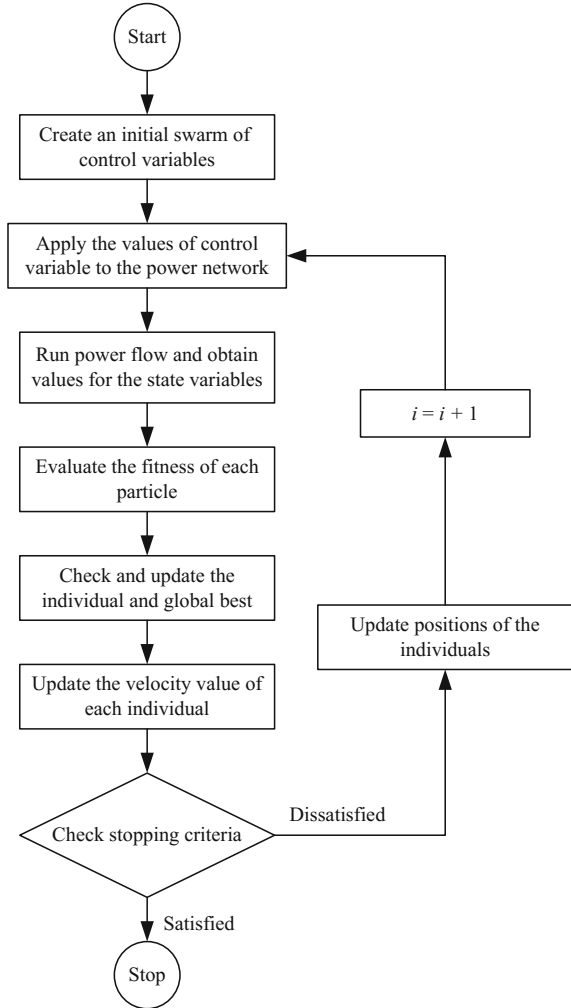 Start
Create an initial swarm of
control variables
Apply the values of control
variable to the power network
Run power flow and obtain
values for the state variables
i = i + 1
Evaluate the fitness of each
particle
Check and update the
individual and global best
Update positions of the
individuals
Update the velocity value of
each individual
Dissatisfied
Check stopping criteria
Satisfied
Stop